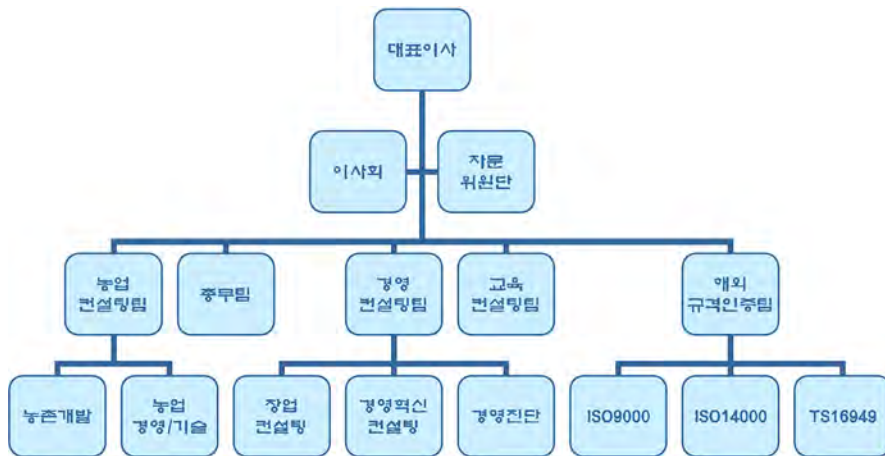 대표이사
이사회
자문
위원단
농업
컨설팅팀
총무팀
경영
컨설팅팀
교육
컨설팅팀
해외
규격인증팀
농촌개발
농업
경영/기술
창업
컨설팅
경영혁신
컨설팅
경영진단
ISO9000
ISO14000
TS16949